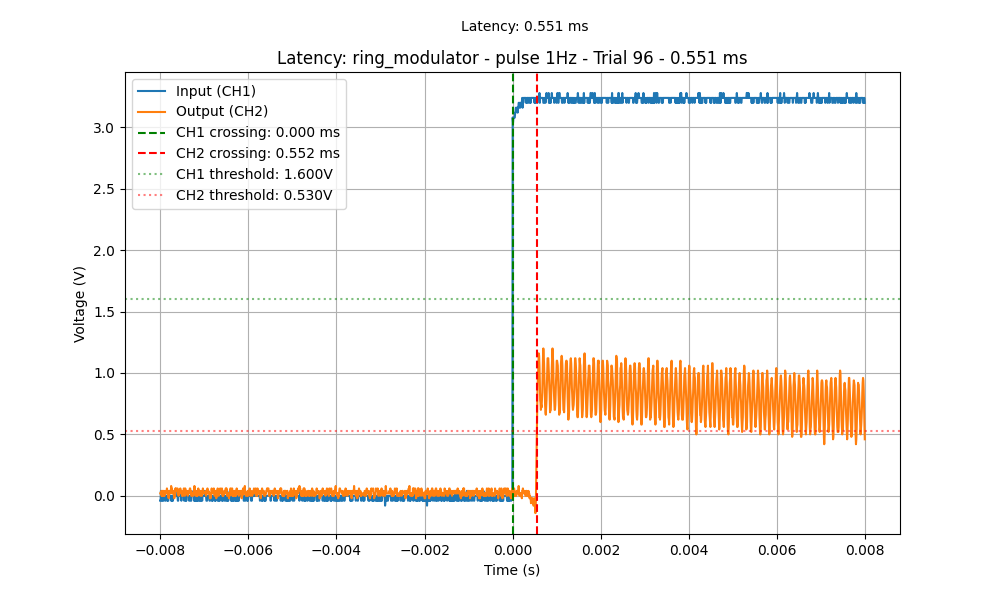 Latency: 0.551 ms
Latency: ring_modulator - pulse 1Hz - Trial 96 - 0.551 ms
Input (CH1)
Output (CH2)
CH1 crossing: 0.000 ms
CH2 crossing: 0.552 ms
CH1 threshold: 1.600V
CH2 threshold: 0.530V
3.0
2.5
2.0
1.5
1.0
0.5
0.0
Voltage (V)
−0.008 −0.006 −0.004 −0.002 0.000 0.002 0.004 0.006 0.008
Time (s)